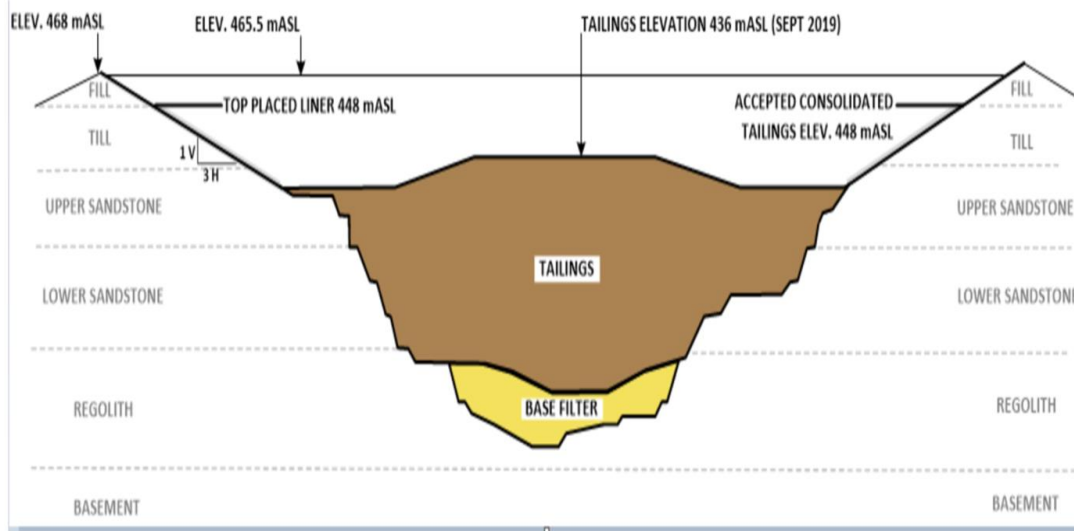 ELEV. 468 mASL
ELEV. 465.5 mASL
TAILINGS ELEVATION 436 mASL (SEPT 2019)
FILL
FILL
TOP PLACED LINER 448 mASL
ACCEPTED CONSOLIDATED
TAILINGS ELEV. 448 mASL
TILL
TILL
1 V
3 H
UPPER SANDSTONE
UPPER SANDSTONE
TAILINGS
LOWER SANDSTONE
LOWER SANDSTONE
BASE FILTER
REGOLITH
REGOLITH
BASEMENT
BASEMENT